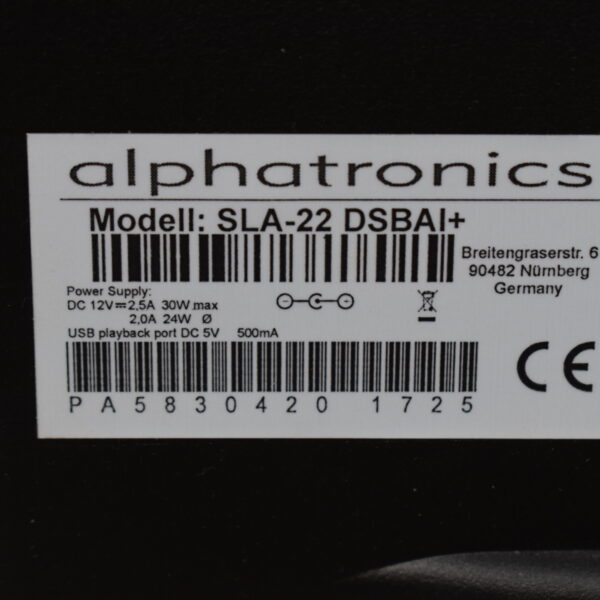 alphatronics
Modell: SLA-22 DSBAI+
Breitengraserstr. 6
90482 Nürnberg
Germany
Power Supply:
DC 12V⎓2,5A 30W max
2,0A 24W Ø
USB playback port DC 5V 500mA
PA5830420 1725
CE